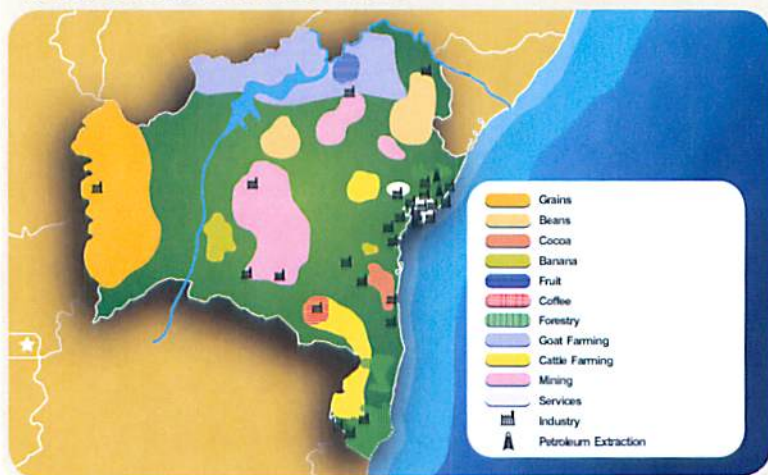 Grains
Beans
Cocoa
Banana
Fruit
Coffee
Forestry
Goat Farming
Cattle Farming
Mining
Services
Industry
Petroleum Extraction